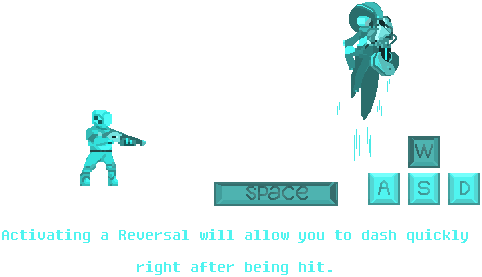 W
SPACE
A S D
Activating a Reversal will allow you to dash quickly
right after being hit.